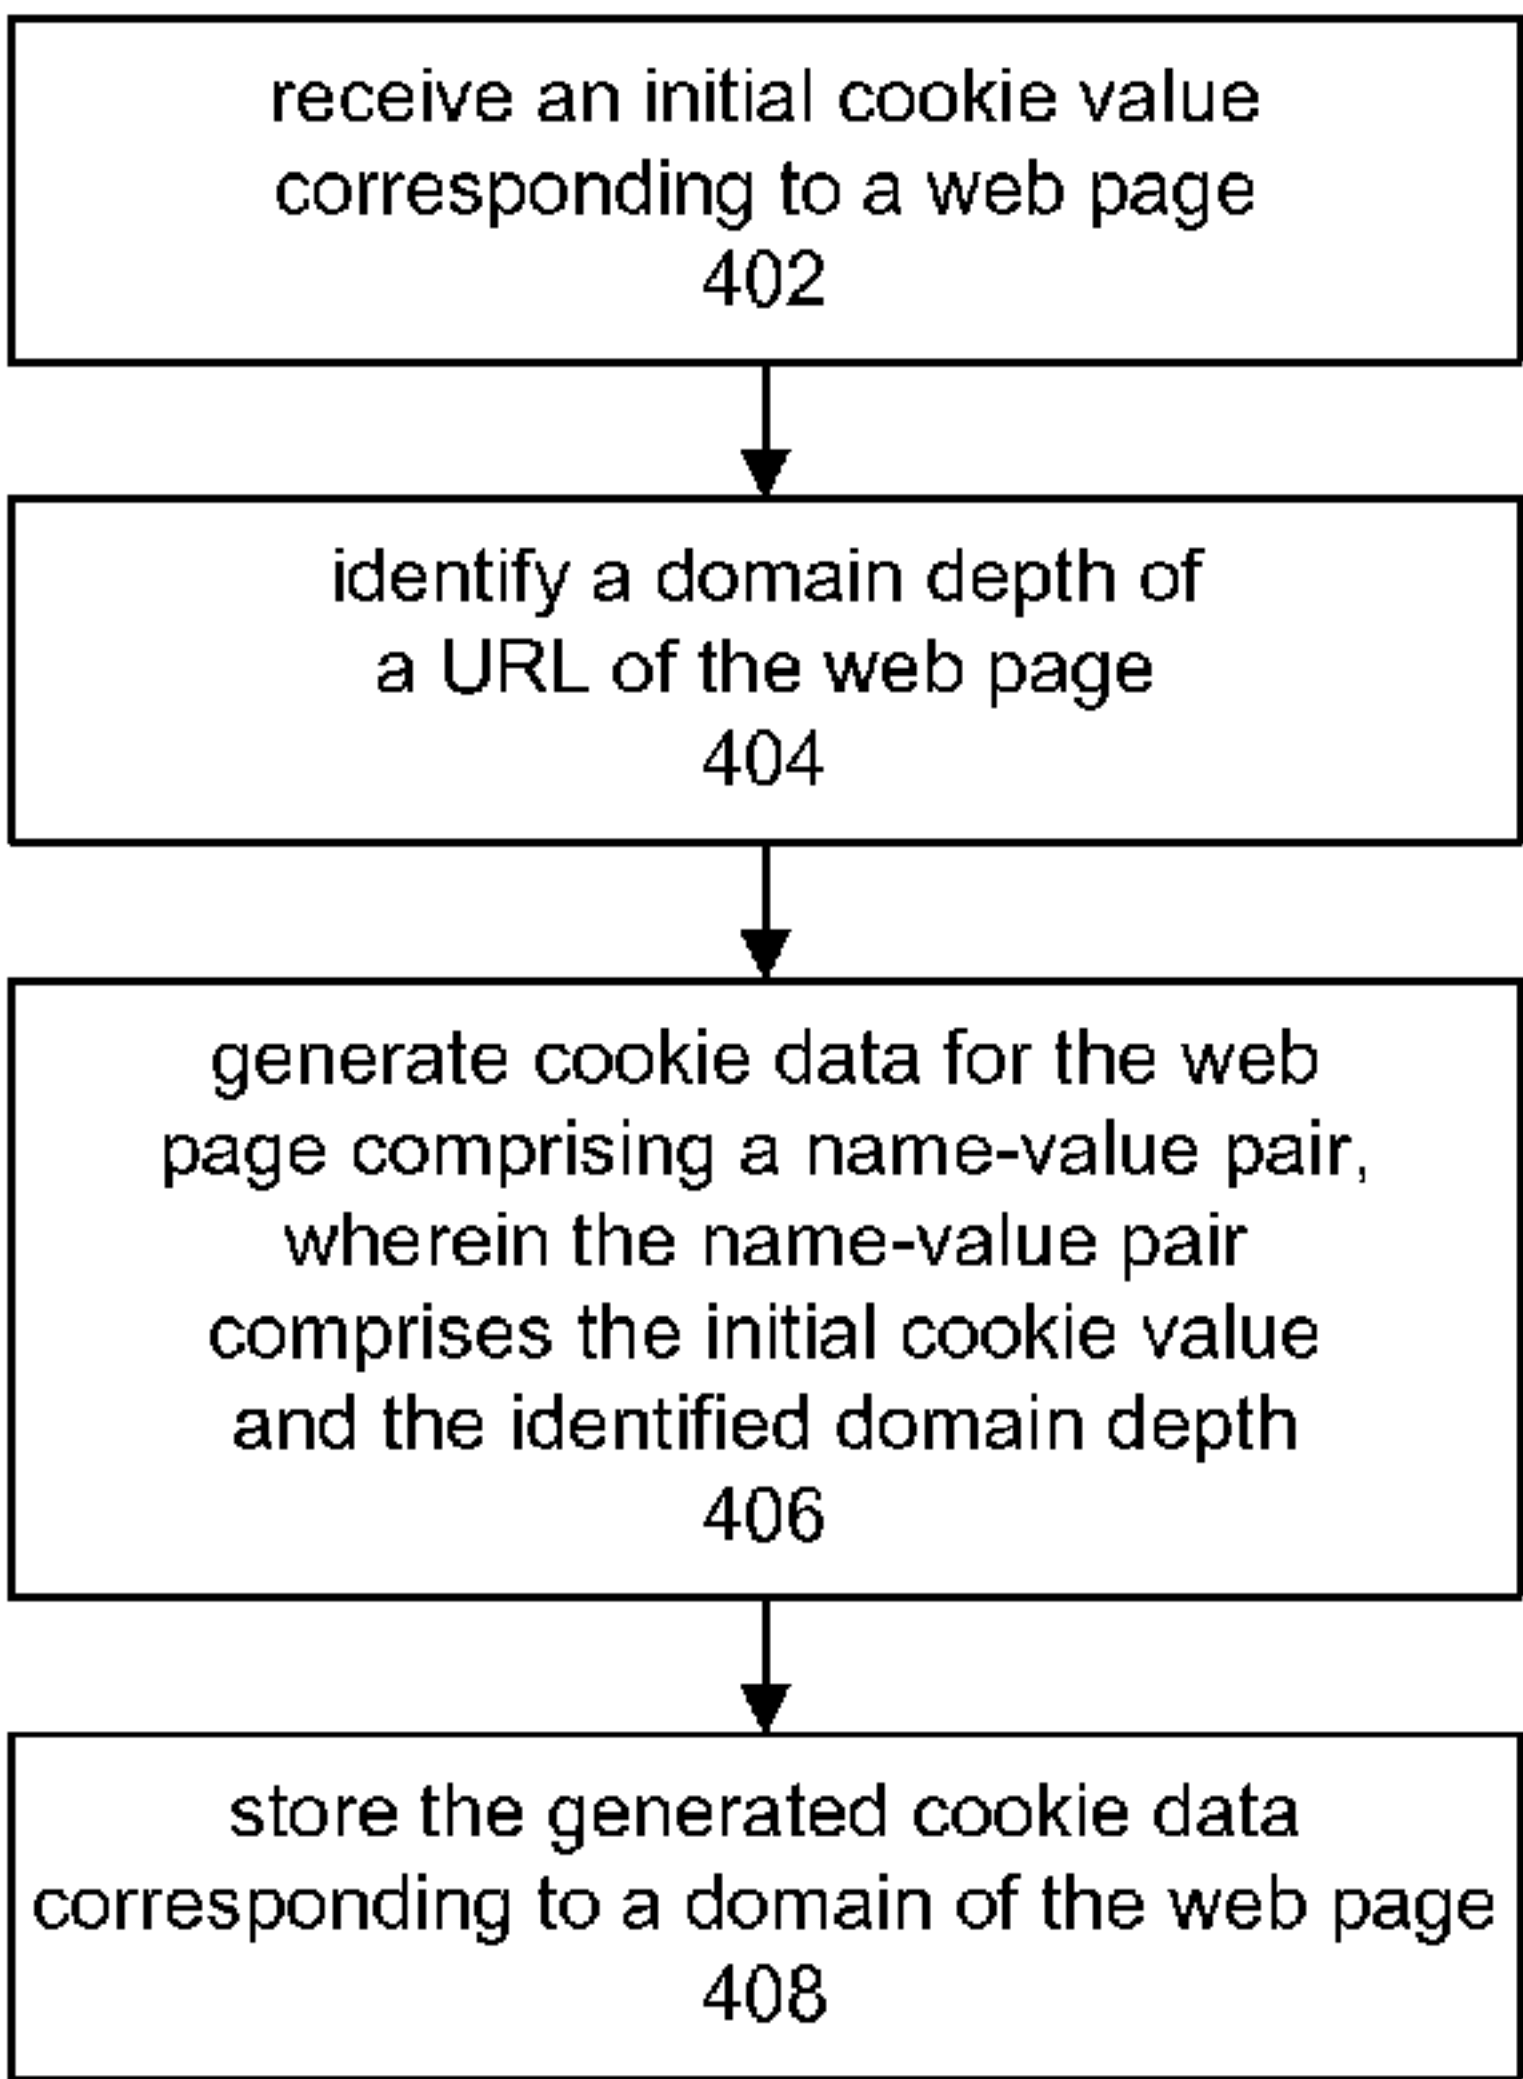 receive an initial cookie value
corresponding to a web page
402
identify a domain depth of
a URL of the web page
404
generate cookie data for the web
page comprising a name-value pair,
wherein the name-value pair
comprises the initial cookie value
and the identified domain depth
406
store the generated cookie data
corresponding to a domain of the web page
408